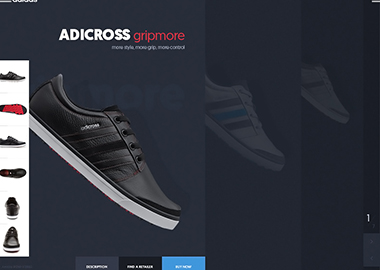 adidas
ADICROSS gripmore
more style, more grip, more control
adicross
1
DESCRIPTION
FIND A RETAILER
BUY NOW